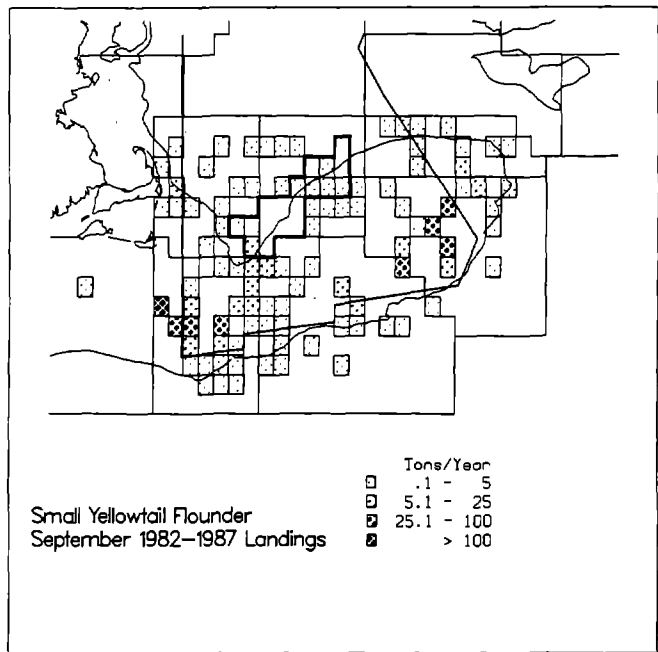 Tons/Year
.1 - 5
5.1 - 25
25.1 - 100
> 100
Small Yellowtail Flounder
September 1982-1987 Landings